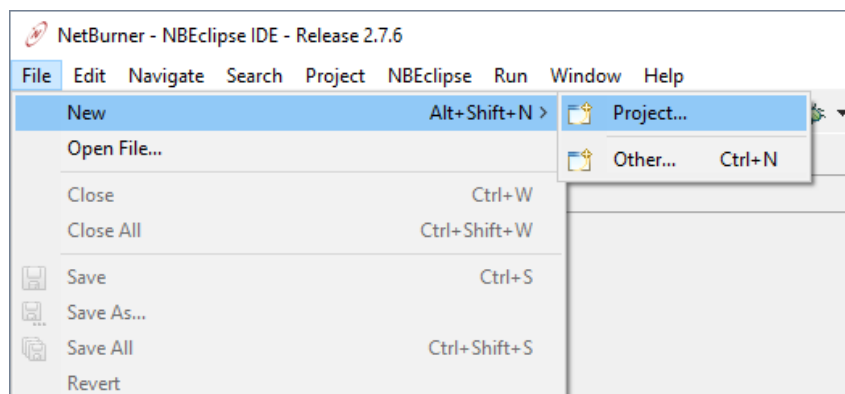 NetBurner - NBEclipse IDE - Release 2.7.6
File Edit Navigate Search Project NBEclipse Run Window Help
New Alt+Shift+N > Project...
Open File...
Other... Ctrl+N
Close Ctrl+W
Close All Ctrl+Shift+W
Save Ctrl+S
Save As...
Save All Ctrl+Shift+S
Revert